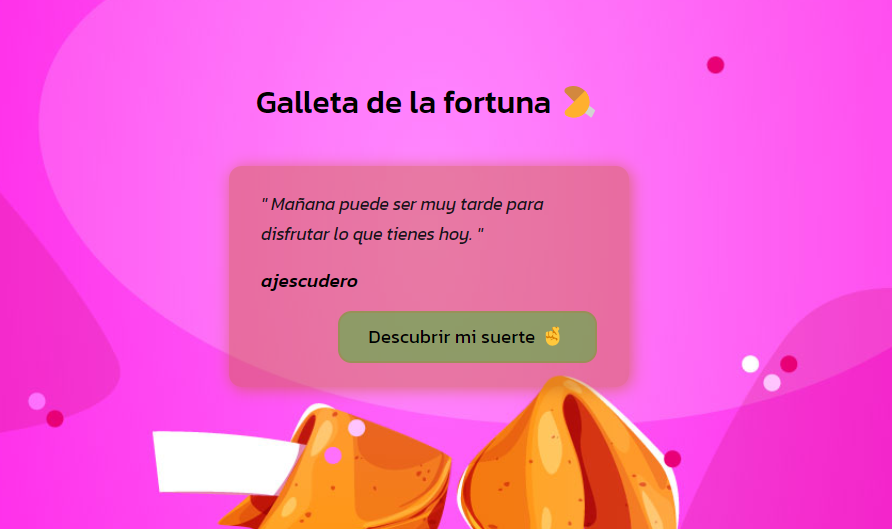 Galleta de la fortuna 🥠
" Mañana puede ser muy tarde para
disfrutar lo que tienes hoy. "
ajescudero
Descubrir mi suerte 🤞